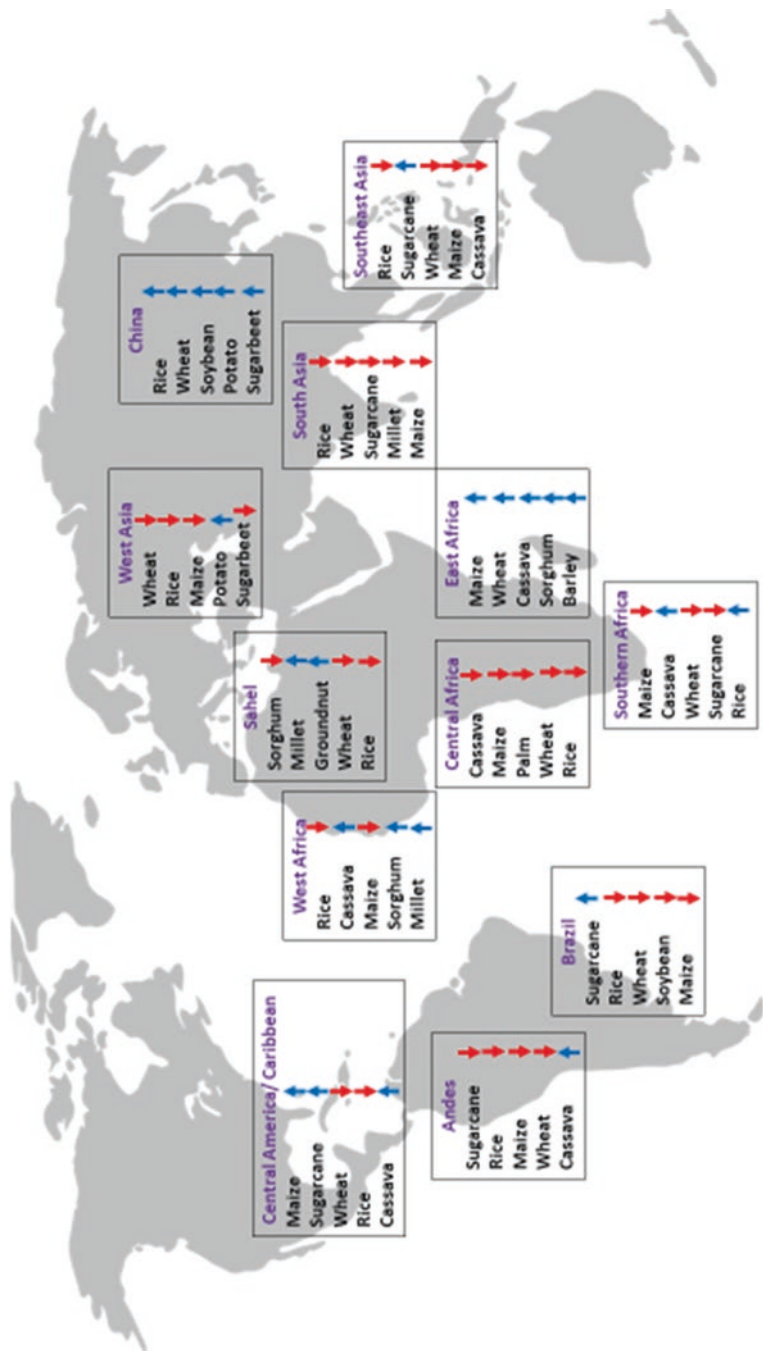 Central America/ Caribbean
Maize
Sugarcane
Wheat
Rice
Cassava
Andes
Sugarcane
Rice
Maize
Wheat
Cassava
Brazil
Sugarcane
Rice
Wheat
Soybean
Maize
West Africa
Rice
Cassava
Maize
Sorghum
Millet
Sahel
Sorghum
Millet
Groundnut
Wheat
Rice
Central Africa
Cassava
Maize
Palm
Wheat
Rice
West Asia
Wheat
Rice
Maize
Potato
Sugarbeet
East Africa
Maize
Wheat
Cassava
Sorghum
Barley
Southern Africa
Maize
Cassava
Wheat
Sugarcane
Rice
China
Rice
Wheat
Soybean
Potato
Sugarbeet
South Asia
Rice
Wheat
Sugarcane
Millet
Maize
Southeast Asia
Rice
Sugarcane
Wheat
Maize
Cassava